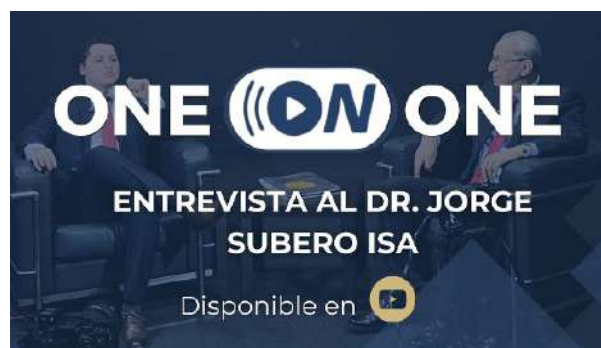 ONE ON ONE
ENTREVISTA AL DR. JORGE
SUBERO ISA
Disponible en